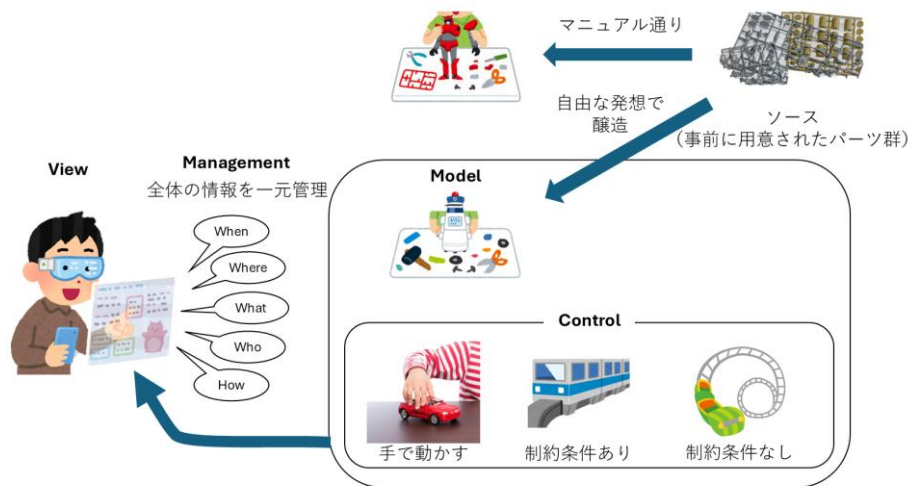 マニュアル通り
自由な発想で
醸造
ソース
(事前に用意されたパーツ群)
View
Management
全体の情報を一元管理
When
Where
What
Who
How
Model
Control
手で動かす
制約条件あり
制約条件なし